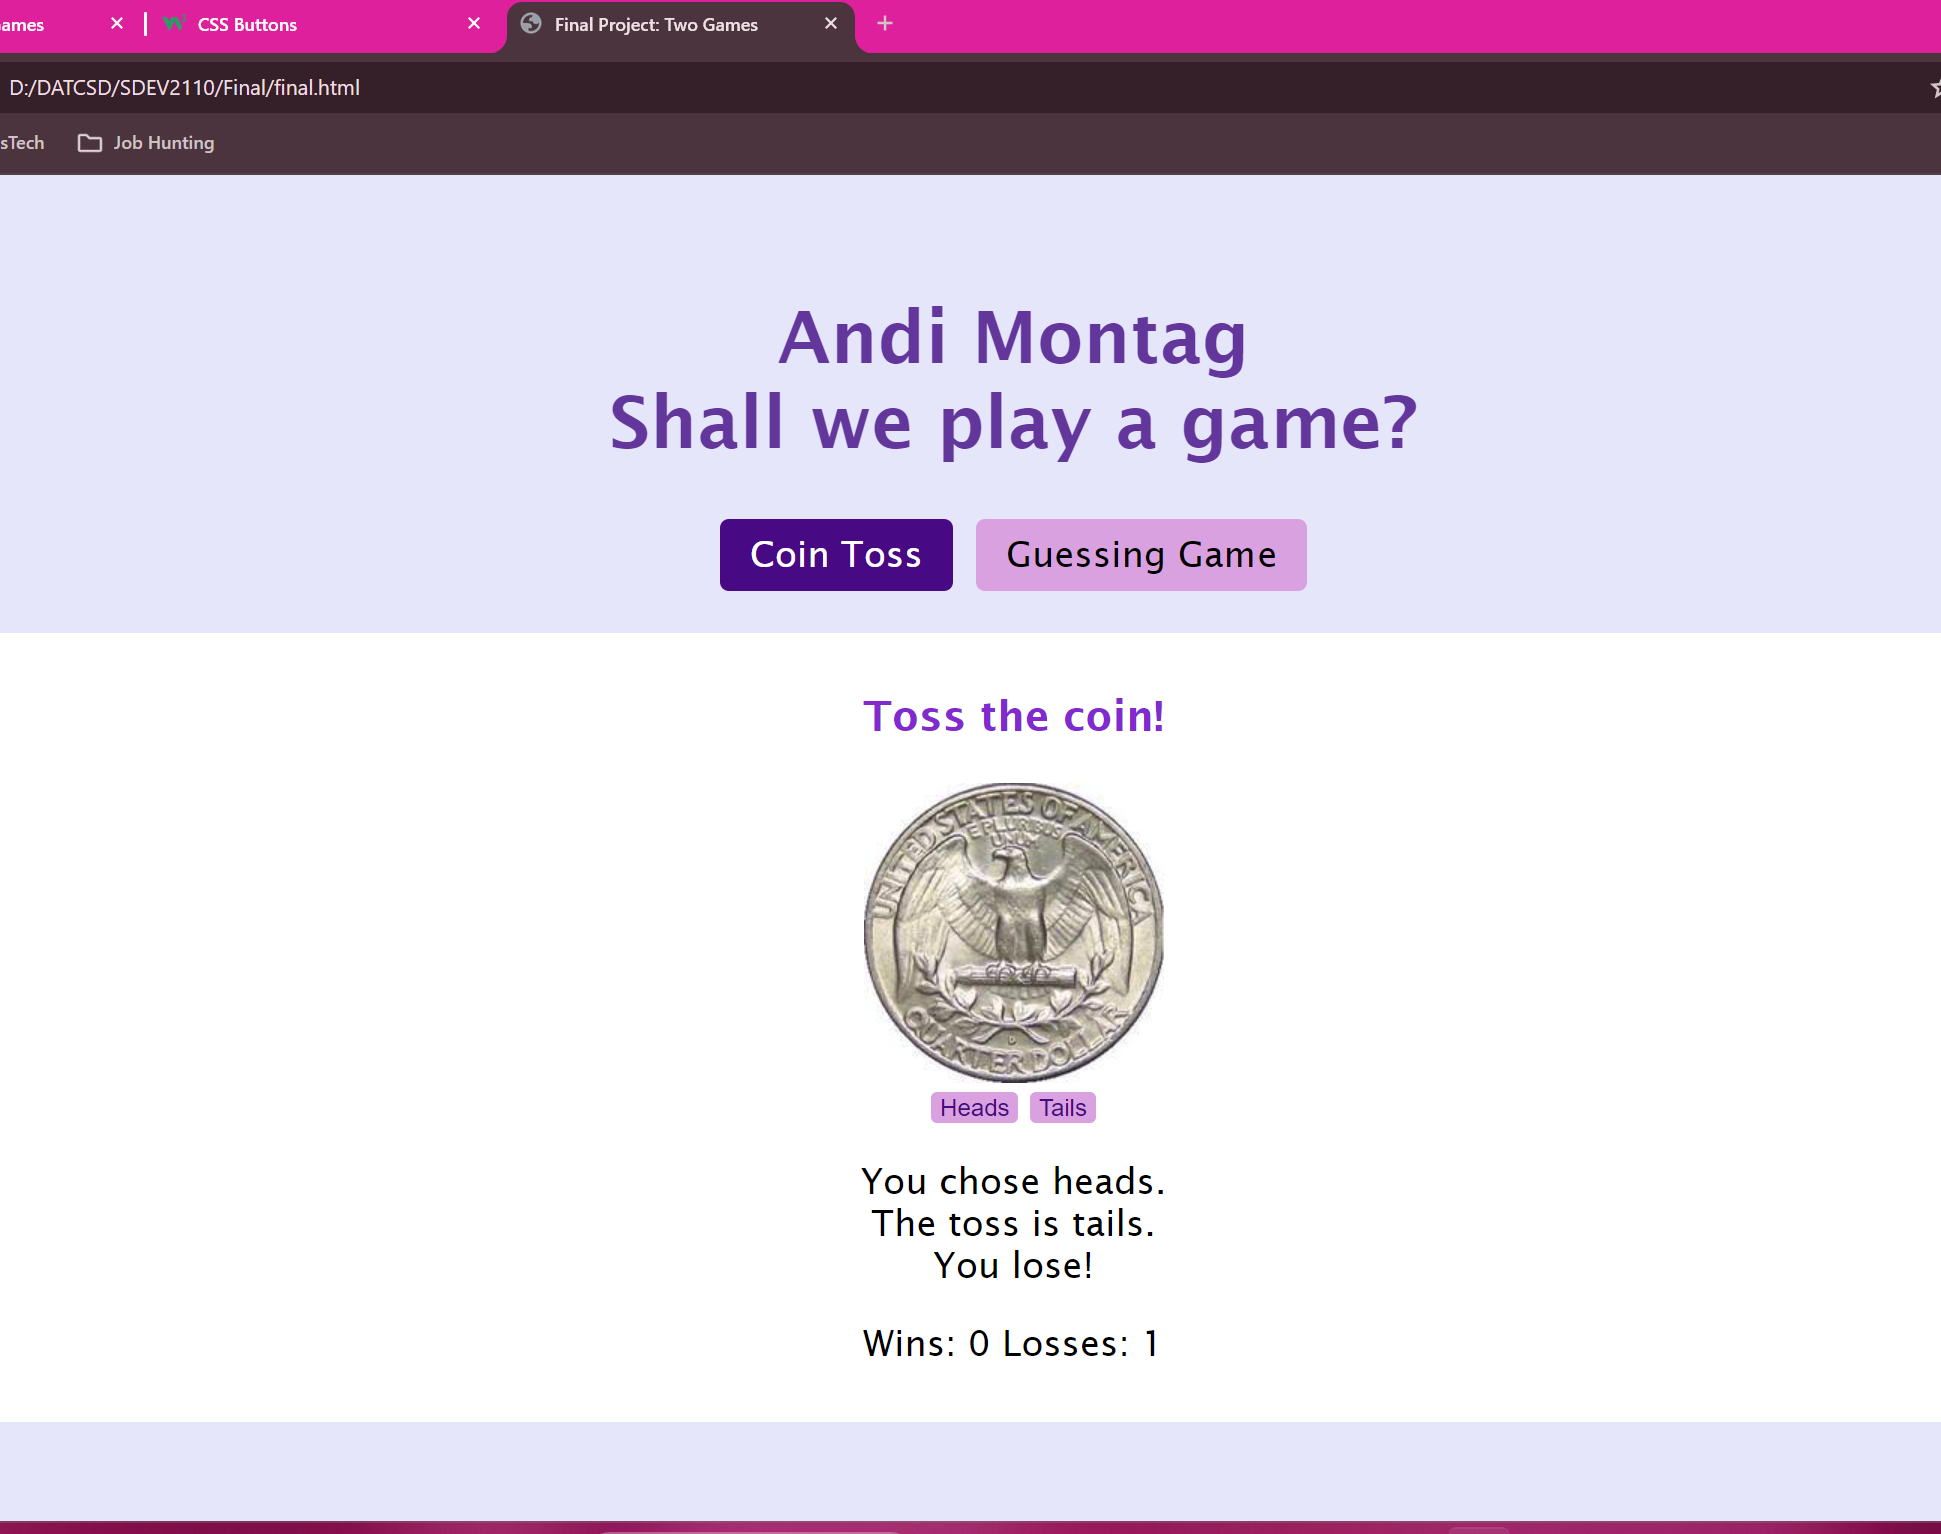 ames
CSS Buttons
Final Project: Two Games
D:/DATCSD/SDEV2110/Final/final.html
sTech
Job Hunting
Andi Montag
Shall we play a game?
Coin Toss
Guessing Game
Toss the coin!
UNITED STATES OF AMERICA
E PLURIBUS
UNUM
QUARTER DOLLAR
D
Heads
Tails
You chose heads.
The toss is tails.
You lose!
Wins: 0 Losses: 1